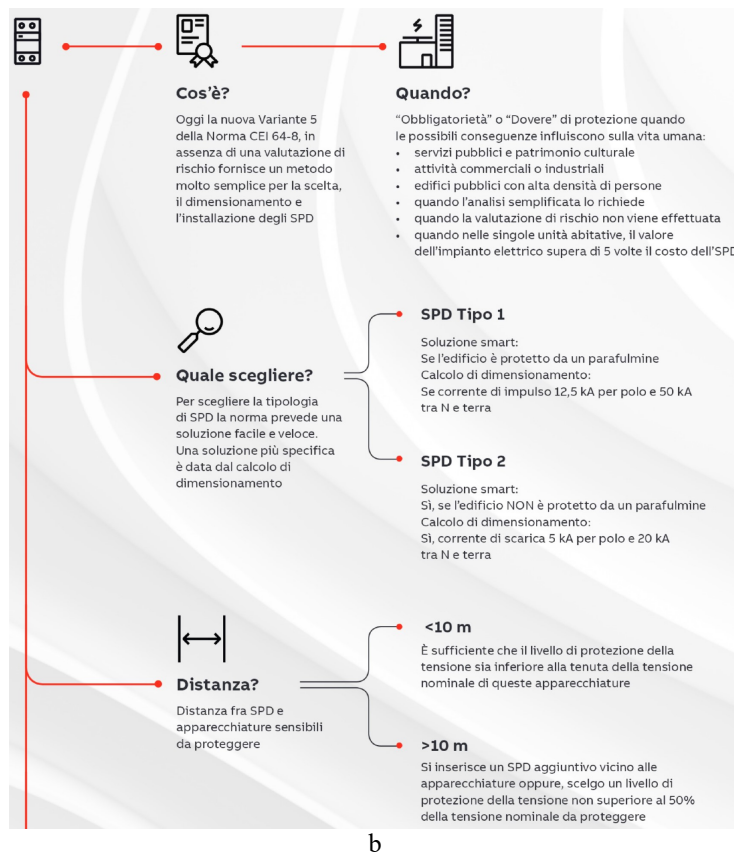 Cos'è?
Oggi la nuova Variante 5
della Norma CEI 64-8, in
assenza di una valutazione di
rischio fornisce un metodo
molto semplice per la scelta,
il dimensionamento e
l'installazione degli SPD
Quando?
“Obbligatorietà” o “Dovere” di protezione quando
le possibili conseguenze influiscono sulla vita umana:
• servizi pubblici e patrimonio culturale
• attività commerciali o industriali
• edifici pubblici con alta densità di persone
• quando l'analisi semplificata lo richiede
• quando la valutazione di rischio non viene effettuata
• quando nelle singole unità abitative, il valore
dell'impianto elettrico supera di 5 volte il costo dell'SPD
Quale scegliere?
Per scegliere la tipologia
di SPD la norma prevede una
soluzione facile e veloce.
Una soluzione più specifica
è data dal calcolo di
dimensionamento
SPD Tipo 1
Soluzione smart:
Se l'edificio è protetto da un parafulmine
Calcolo di dimensionamento:
Se corrente di impulso 12,5 kA per polo e 50 kA
tra N e terra
SPD Tipo 2
Soluzione smart:
Sì, se l'edificio NON è protetto da un parafulmine
Calcolo di dimensionamento:
Sì, corrente di scarica 5 kA per polo e 20 kA
tra N e terra
Distanza?
Distanza fra SPD e
apparecchiature sensibili
da proteggere
<10 m
È sufficiente che il livello di protezione della
tensione sia inferiore alla tenuta della tensione
nominale di queste apparecchiature
>10 m
Si inserisce un SPD aggiuntivo vicino alle
apparecchiature oppure, scelgo un livello di
protezione della tensione non superiore al 50%
della tensione nominale da proteggere
b